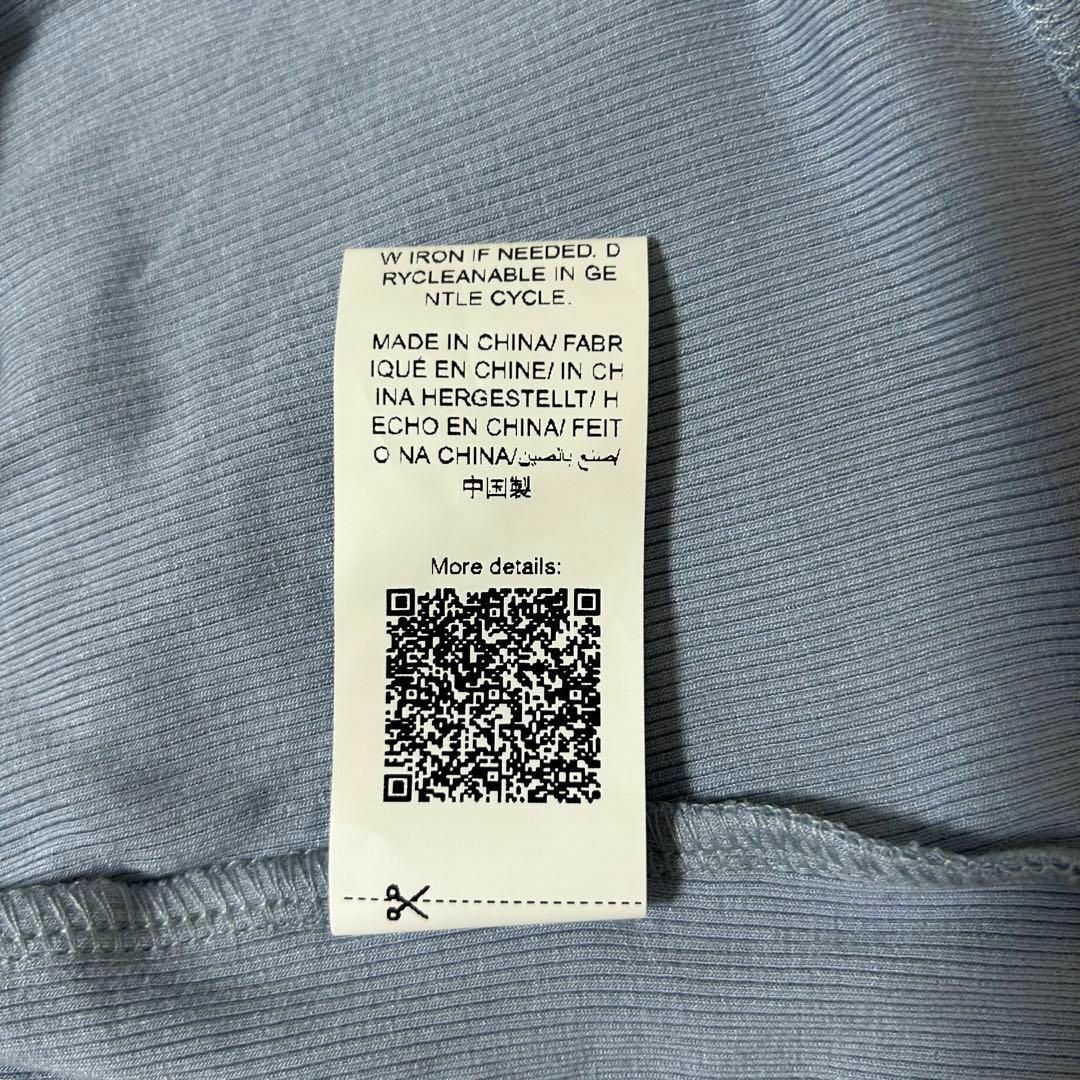 W IRON IF NEEDED. D
RYCLEANABLE IN GE
NTLE CYCLE.
MADE IN CHINA/ FABR
IQUÉ EN CHINE/ IN CH
INA HERGESTELLT/ H
ECHO EN CHINA/ FEIT
O NA CHINA/صنع بالصين/
中国製
More details: